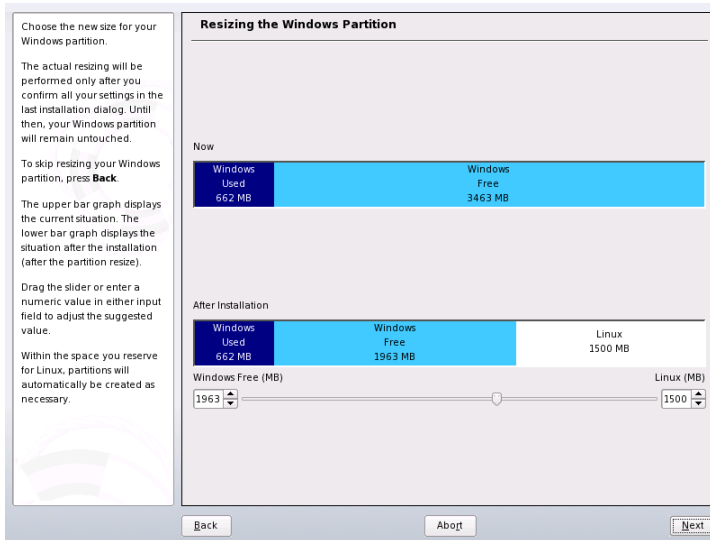 Choose the new size for your
Windows partition.
The actual resizing will be
performed only after you
confirm all your settings in the
last installation dialog. Until
then, your Windows partition
will remain untouched.
To skip resizing your Windows
partition, press Back.
The upper bar graph displays
the current situation. The
lower bar graph displays the
situation after the installation
(after the partition resize).
Drag the slider or enter a
numeric value in either input
field to adjust the suggested
value.
Within the space you reserve
for Linux, partitions will
automatically be created as
necessary.
Resizing the Windows Partition
Now
Windows
Used
662 MB
Windows
Free
3463 MB
After Installation
Windows
Used
662 MB
Windows
Free
1963 MB
Linux
1500 MB
Windows Free (MB)
Linux (MB)
1963
1500
Back
Abort
Next